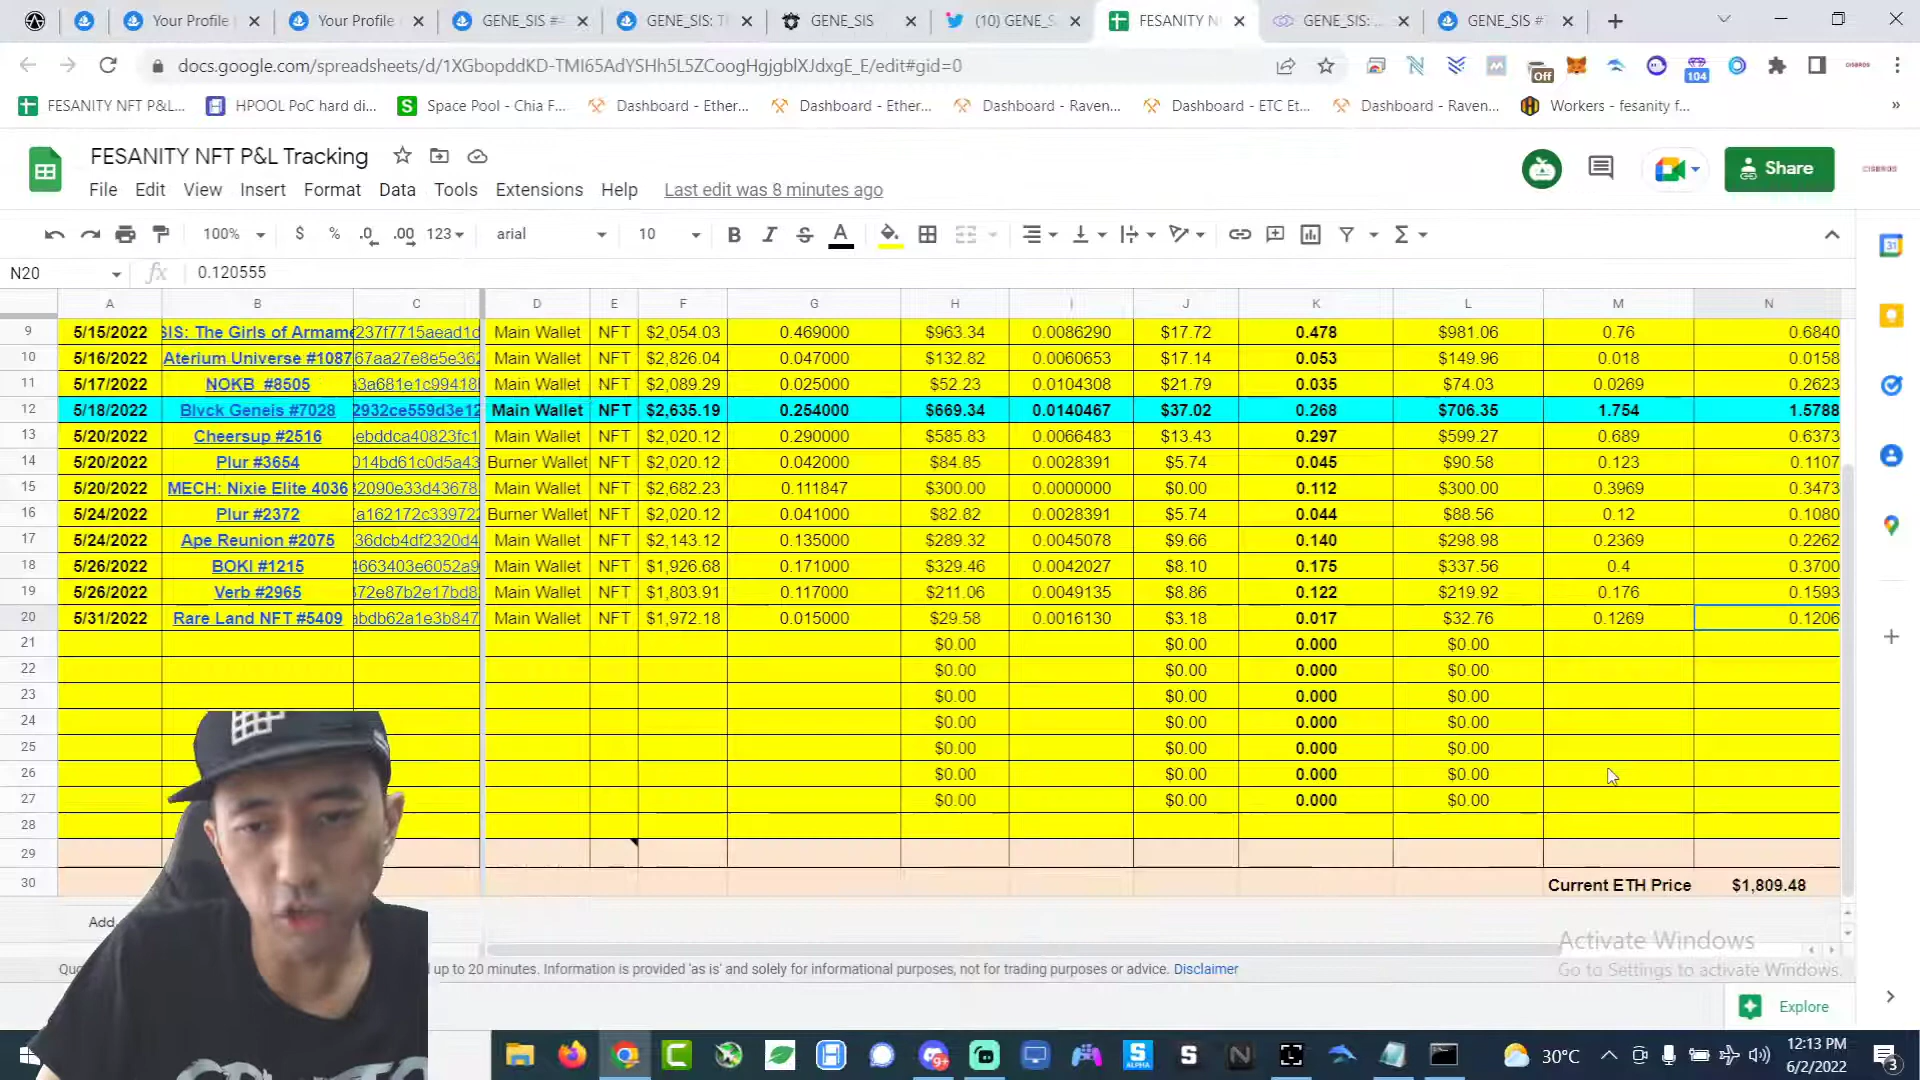 Your Profile
Your Profile
GENE_SIS #
GENE_SIS: T
GENE_SIS
(10) GENE_S
FESANITY N
GENE_SIS:
GENE_SIS #
docs.google.com/spreadsheets/d/1XGbopddKD-TMI65AdYSHh5L5ZCoogHgjgblXJdxgE_E/edit#gid=0
Off
104
FESANITY NFT P&L...
HPOOL PoC hard di...
Space Pool - Chia F...
Dashboard - Ether...
Dashboard - Ether...
Dashboard - Raven...
Dashboard - ETC Et...
Dashboard - Raven...
Workers - fesanity f...
»
FESANITY NFT P&L Tracking
File Edit View Insert Format Data Tools Extensions Help Last edit was 8 minutes ago
Share
CISBROS
100% $ % .0 .00 123 arial 10 B I S A
N20 fx 0.120555
A B C D E F G H I J K L M N
9 5/15/2022 SIS: The Girls of Armame 237f7715aead1d Main Wallet NFT $2,054.03 0.469000 $963.34 0.0086290 $17.72 0.478 $981.06 0.76 0.6840
10 5/16/2022 Aterium Universe #1087 67aa27e8e5e362 Main Wallet NFT $2,826.04 0.047000 $132.82 0.0060653 $17.14 0.053 $149.96 0.018 0.0158
11 5/17/2022 NOKB #8505 a3a681e1c99418 Main Wallet NFT $2,089.29 0.025000 $52.23 0.0104308 $21.79 0.035 $74.03 0.0269 0.2623
12 5/18/2022 Blvck Geneis #7028 2932ce559d3e12 Main Wallet NFT $2,635.19 0.254000 $669.34 0.0140467 $37.02 0.268 $706.35 1.754 1.5788
13 5/20/2022 Cheersup #2516 ebddca40823fc1 Main Wallet NFT $2,020.12 0.290000 $585.83 0.0066483 $13.43 0.297 $599.27 0.689 0.6373
14 5/20/2022 Plur #3654 014bd61c0d5a43 Burner Wallet NFT $2,020.12 0.042000 $84.85 0.0028391 $5.74 0.045 $90.58 0.123 0.1107
15 5/20/2022 MECH: Nixie Elite 4036 32090e33d43678 Main Wallet NFT $2,682.23 0.111847 $300.00 0.0000000 $0.00 0.112 $300.00 0.3969 0.3473
16 5/24/2022 Plur #2372 7a162172c339722 Burner Wallet NFT $2,020.12 0.041000 $82.82 0.0028391 $5.74 0.044 $88.56 0.12 0.1080
17 5/24/2022 Ape Reunion #2075 36dcb4df2320d4 Main Wallet NFT $2,143.12 0.135000 $289.32 0.0045078 $9.66 0.140 $298.98 0.2369 0.2262
18 5/26/2022 BOKI #1215 4663403e6052a9 Main Wallet NFT $1,926.68 0.171000 $329.46 0.0042027 $8.10 0.175 $337.56 0.4 0.3700
19 5/26/2022 Verb #2965 372e87b2e17bd8 Main Wallet NFT $1,803.91 0.117000 $211.06 0.0049135 $8.86 0.122 $219.92 0.176 0.1593
20 5/31/2022 Rare Land NFT #5409 abdb62a1e3b847 Main Wallet NFT $1,972.18 0.015000 $29.58 0.0016130 $3.18 0.017 $32.76 0.1269 0.1206
21 $0.00 $0.00 0.000 $0.00
22 $0.00 $0.00 0.000 $0.00
23 $0.00 $0.00 0.000 $0.00
24 $0.00 $0.00 0.000 $0.00
25 $0.00 $0.00 0.000 $0.00
26 $0.00 $0.00 0.000 $0.00
27 $0.00 $0.00 0.000 $0.00
28
29
30 Current ETH Price $1,809.48
Add
Activate Windows
Go to Settings to activate Windows.
Quo up to 20 minutes. Information is provided 'as is' and solely for informational purposes, not for trading purposes or advice. Disclaimer
Explore
30°C
12:13 PM
6/2/2022
3